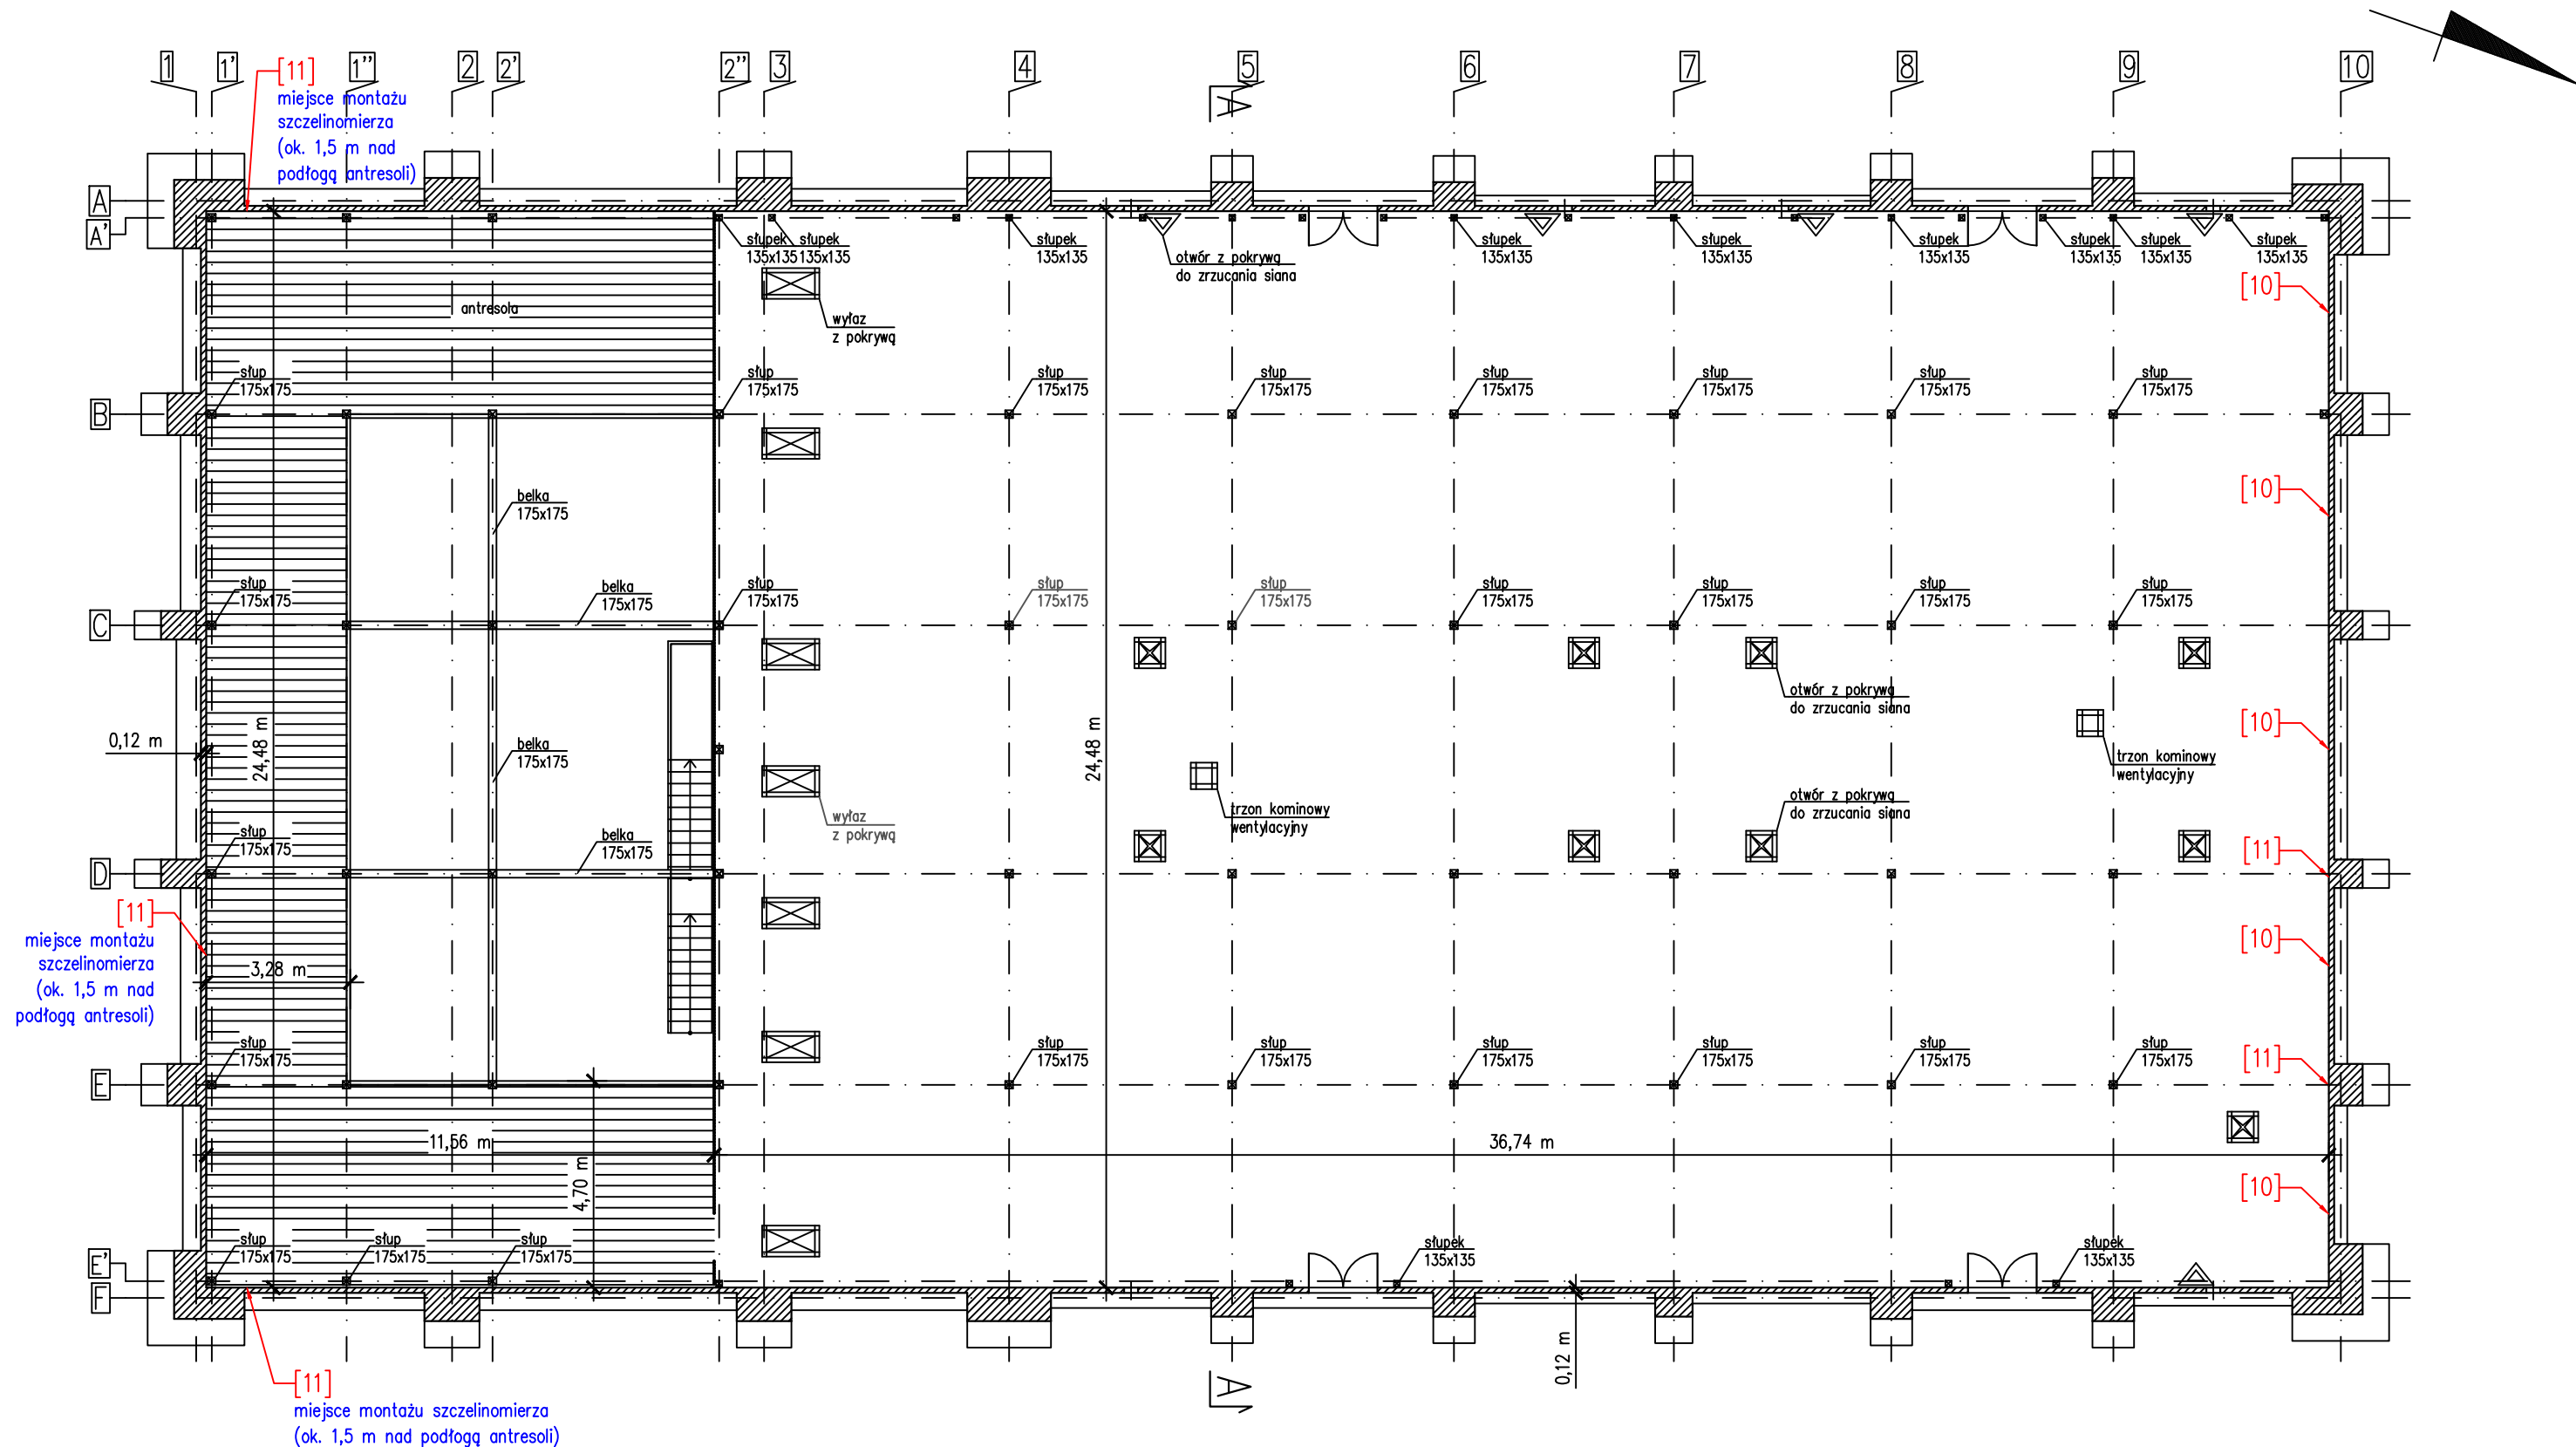 1
1'
1''
2
2'
2''
3
4
5
6
7
8
9
10
[11]
miejsce montażu
szczelinomierza
(ok. 1,5 m nad
podłogą antresoli)
A
A
A'
słupek
135x135
słupek
135x135
słupek
135x135
otwór z pokrywą
do zrzucania siana
słupek
135x135
słupek
135x135
słupek
135x135
słupek
135x135
słupek
135x135
słupek
135x135
[10]
antresola
wyłaz
z pokrywą
B
słup
175x175
słup
175x175
słup
175x175
słup
175x175
słup
175x175
słup
175x175
słup
175x175
słup
175x175
[10]
belka
175x175
C
słup
175x175
belka
175x175
słup
175x175
słup
175x175
słup
175x175
słup
175x175
słup
175x175
słup
175x175
słup
175x175
otwór z pokrywą
do zrzucania siana
[10]
0,12 m
24,48 m
belka
175x175
24,48 m
trzon kominowy
wentylacyjny
trzon kominowy
wentylacyjny
otwór z pokrywą
do zrzucania siana
wyłaz
z pokrywą
D
słup
175x175
belka
175x175
[11]
[11]
miejsce montażu
szczelinomierza
(ok. 1,5 m nad
podłogą antresoli)
3,28 m
[10]
E
słup
175x175
słup
175x175
słup
175x175
słup
175x175
słup
175x175
słup
175x175
słup
175x175
[11]
11,56 m
36,74 m
4,70 m
[10]
E'
F
słup
175x175
słup
175x175
słup
175x175
słupek
135x135
słupek
135x135
0,12 m
A
[11]
miejsce montażu szczelinomierza
(ok. 1,5 m nad podłogą antresoli)